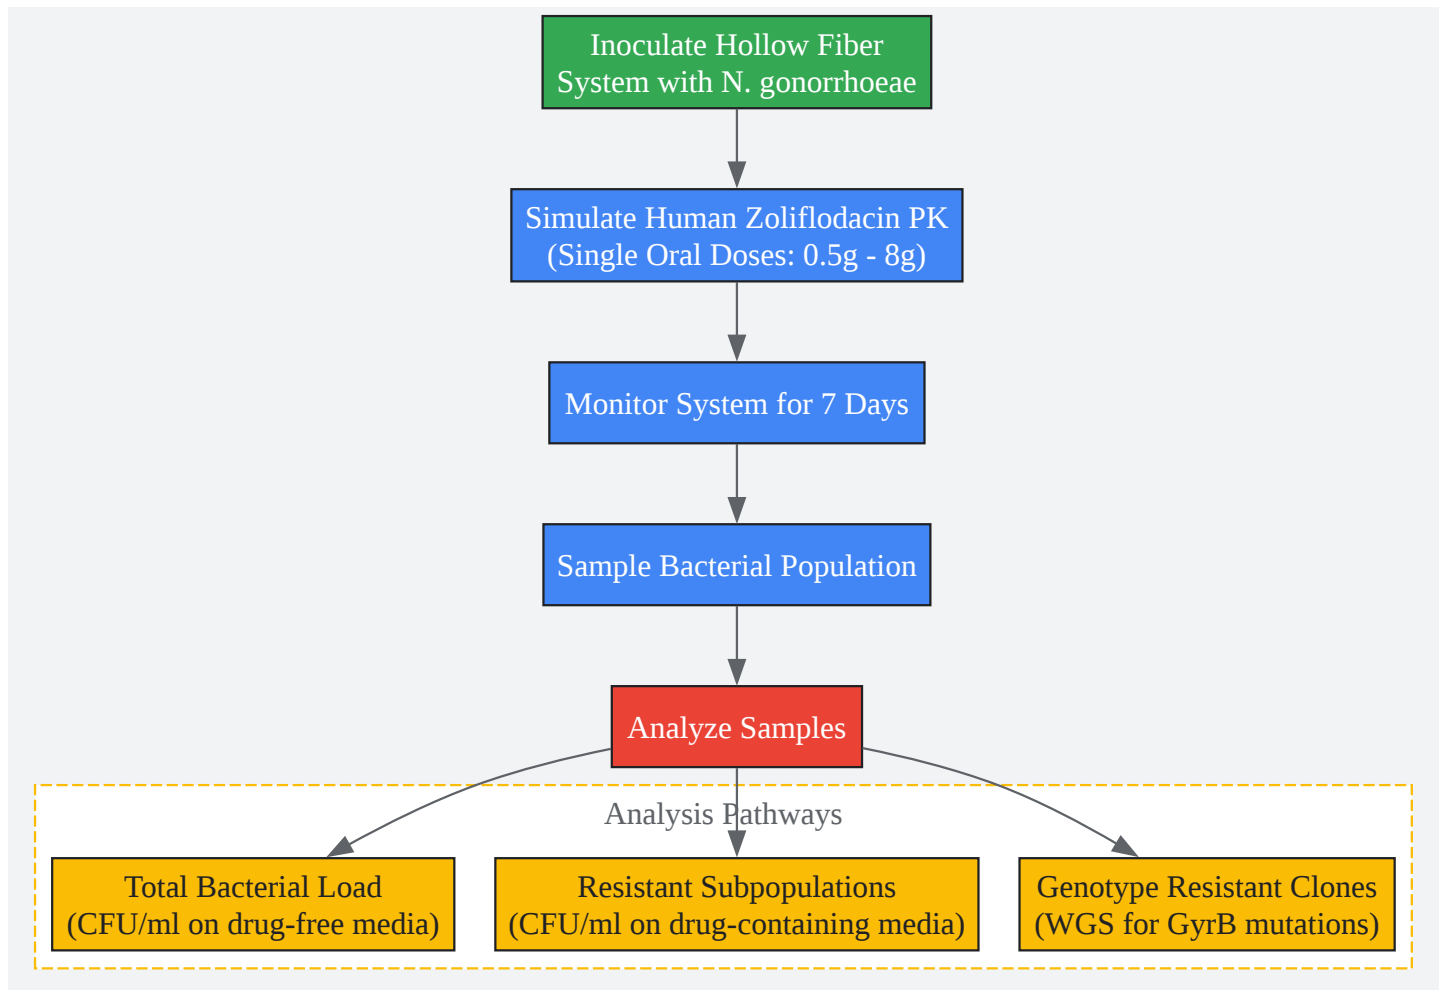 Inoculate Hollow Fiber
System with N. gonorrhoeae
Simulate Human Zoliflodacin PK
(Single Oral Doses: 0.5g - 8g)
Monitor System for 7 Days
Sample Bacterial Population
Analyze Samples
Analysis Pathways
Total Bacterial Load
(CFU/ml on drug-free media)
Resistant Subpopulations
(CFU/ml on drug-containing media)
Genotype Resistant Clones
(WGS for GyrB mutations)